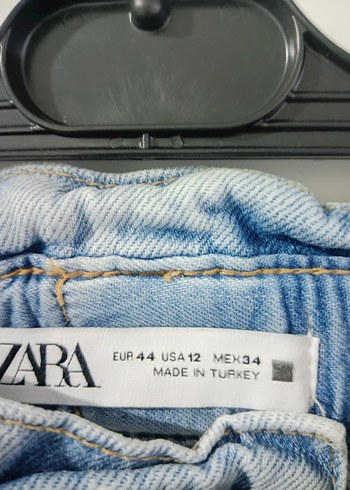 ZARA
EUR 44 USA 12 MEX 34
MADE IN TURKEY